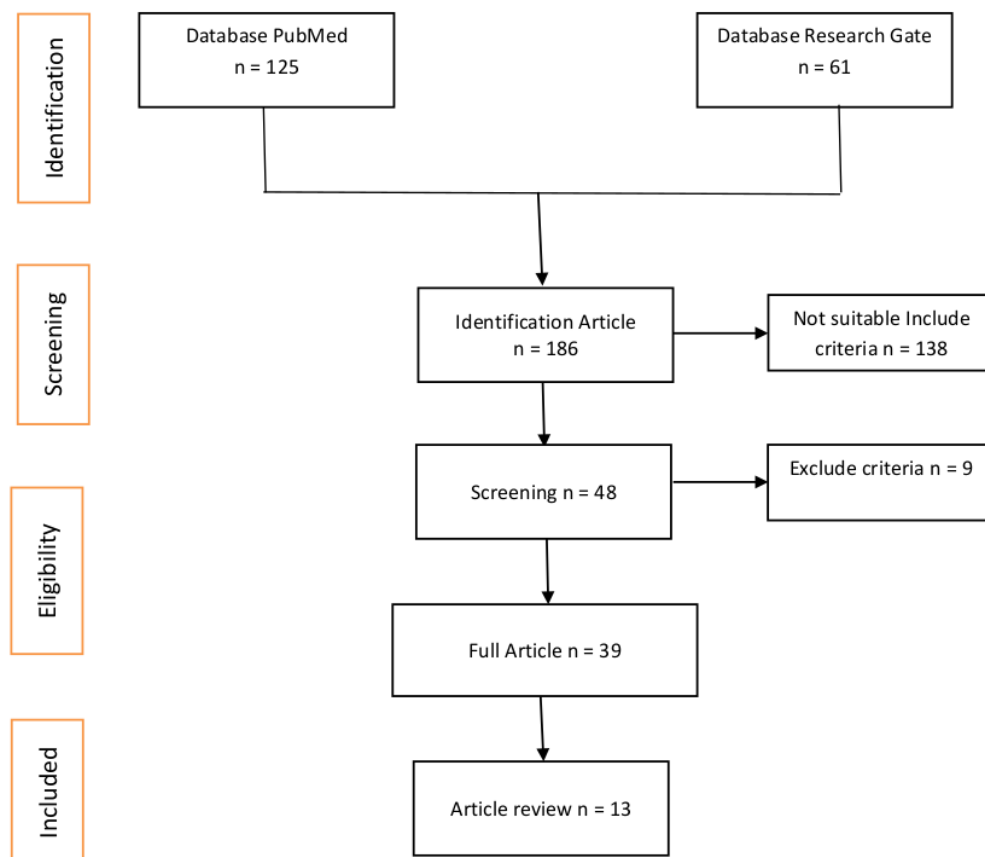 Identification
Database PubMed
n = 125
Database Research Gate
n = 61
Screening
Identification Article
n = 186
Not suitable Include
criteria n = 138
Screening n = 48
Exclude criteria n = 9
Eligibility
Full Article n = 39
Included
Article review n = 13